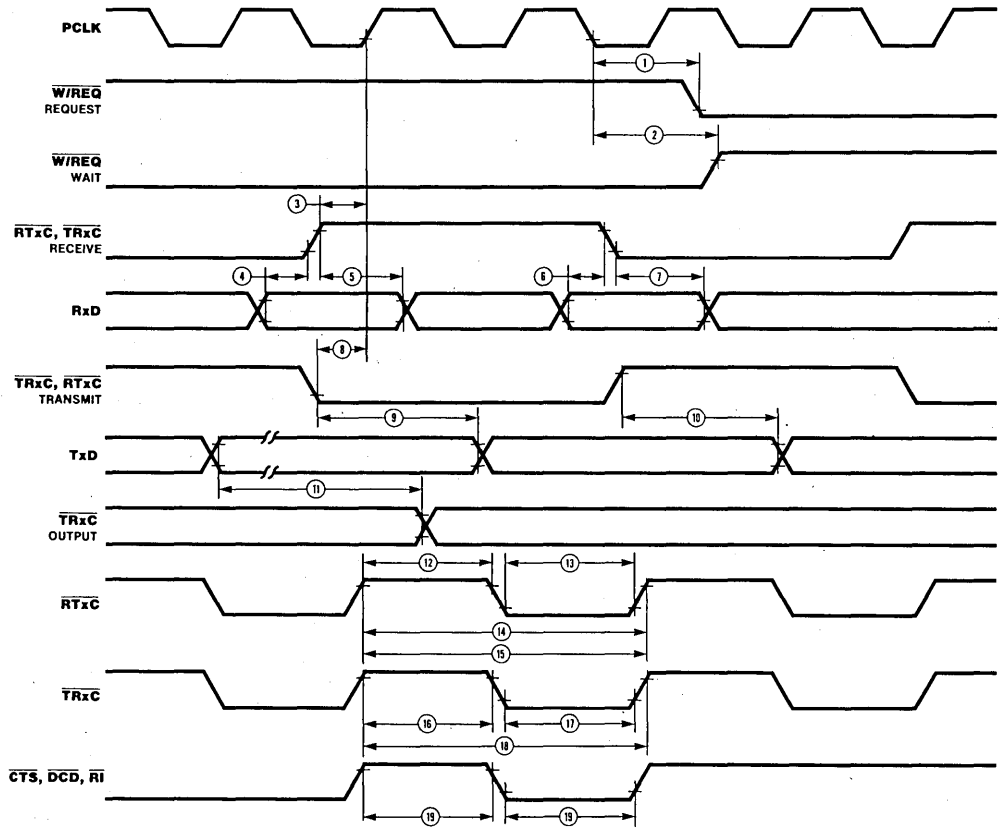 PCLK
1
W/REQ
REQUEST
2
W/REQ
WAIT
3
RTxC, TRxC
RECEIVE
4
5
6
7
RxD
8
TRxC, RTxC
TRANSMIT
9
10
TxD
11
TRxC
OUTPUT
12
13
RTxC
14
15
TRxC
16
17
18
CTS, DCD, RI
19
19